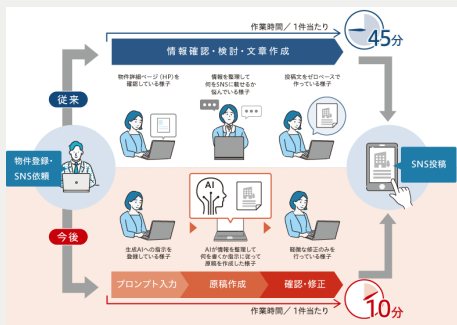 作業時間／1件当たり
45分
情報確認・検討・文章作成
物件詳細ページ（HP）を
確認している様子
情報を整理して
何をSNSに載せるか
悩んでいる様子
投稿文をゼロベースで
作っている様子
従来
物件登録・
SNS依頼
SNS投稿
今後
AI
生成AIへの指示を
登録している様子
AIが情報を整理して
何を書くか指示に従って
原稿を作成した様子
軽微な修正のみを
行っている様子
プロンプト入力
原稿作成
確認・修正
作業時間／1件当たり
10分